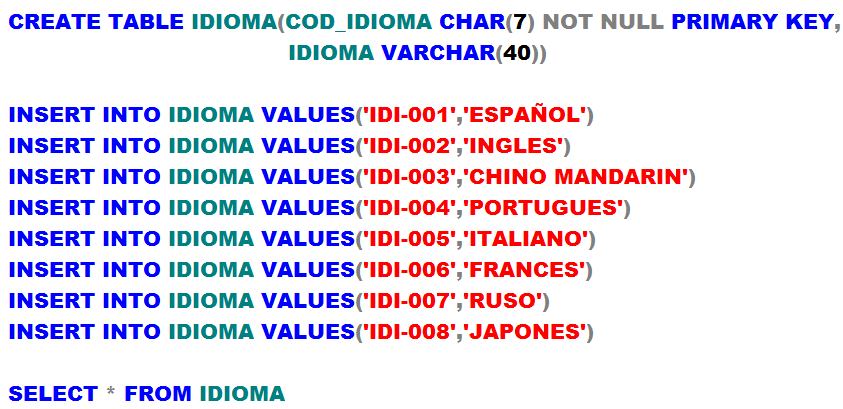 CREATE TABLE IDIOMA(COD_IDIOMA CHAR(7) NOT NULL PRIMARY KEY,
IDIOMA VARCHAR(40))
INSERT INTO IDIOMA VALUES('IDI-001','ESPAÑOL')
INSERT INTO IDIOMA VALUES('IDI-002','INGLES')
INSERT INTO IDIOMA VALUES('IDI-003','CHINO MANDARIN')
INSERT INTO IDIOMA VALUES('IDI-004','PORTUGUES')
INSERT INTO IDIOMA VALUES('IDI-005','ITALIANO')
INSERT INTO IDIOMA VALUES('IDI-006','FRANCES')
INSERT INTO IDIOMA VALUES('IDI-007','RUSO')
INSERT INTO IDIOMA VALUES('IDI-008','JAPONES')
SELECT * FROM IDIOMA